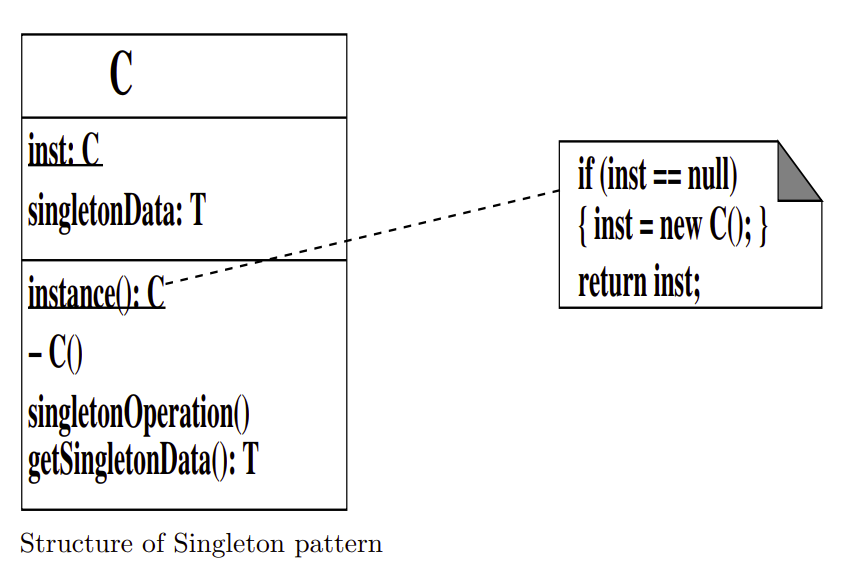 C
inst: C
singletonData: T
instance(): C
– C()
singletonOperation()
getSingletonData(): T
if (inst == null)
{ inst = new C(); }
return inst;
Structure of Singleton pattern